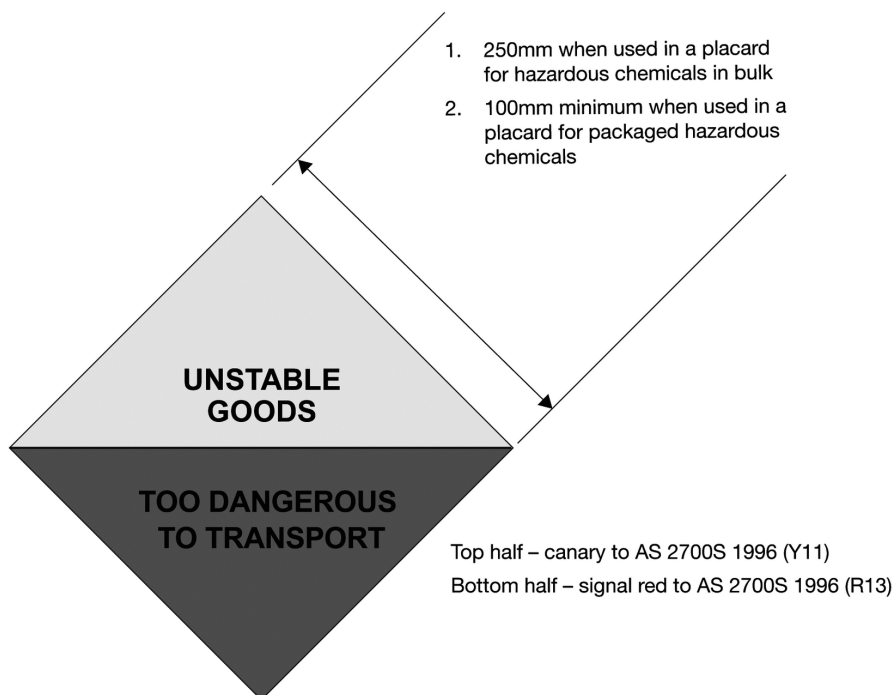 1. 250mm when used in a placard
for hazardous chemicals in bulk
2. 100mm minimum when used in a
placard for packaged hazardous
chemicals
UNSTABLE
GOODS
TOO DANGEROUS
TO TRANSPORT
Top half – canary to AS 2700S 1996 (Y11)
Bottom half – signal red to AS 2700S 1996 (R13)